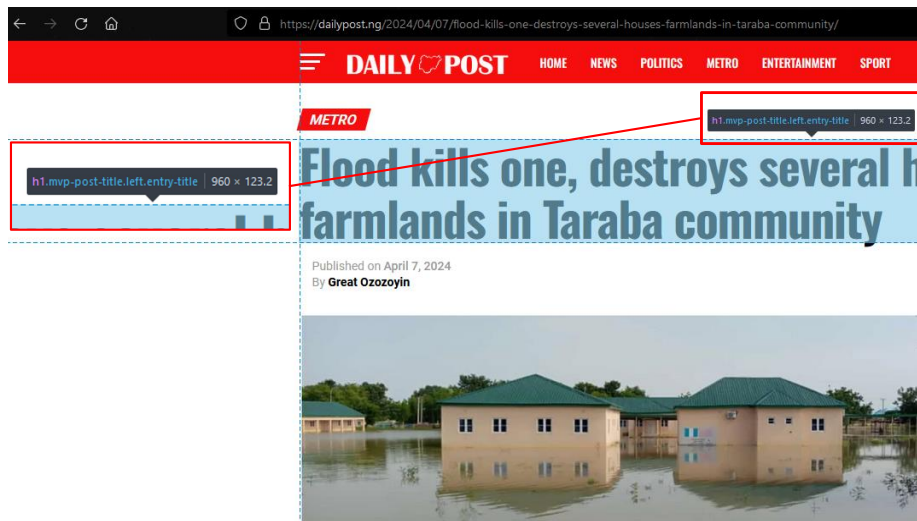 https://dailypost.ng/2024/04/07/flood-kills-one-destroys-several-houses-farmlands-in-taraba-community/
DAILY POST HOME NEWS POLITICS METRO ENTERTAINMENT SPORT
METRO
h1.mvp-post-title.left.entry-title 960 × 123.2
h1.mvp-post-title.left.entry-title 960 × 123.2
Flood kills one, destroys several h
farmlands in Taraba community
Published on April 7, 2024
By Great Ozozoyin